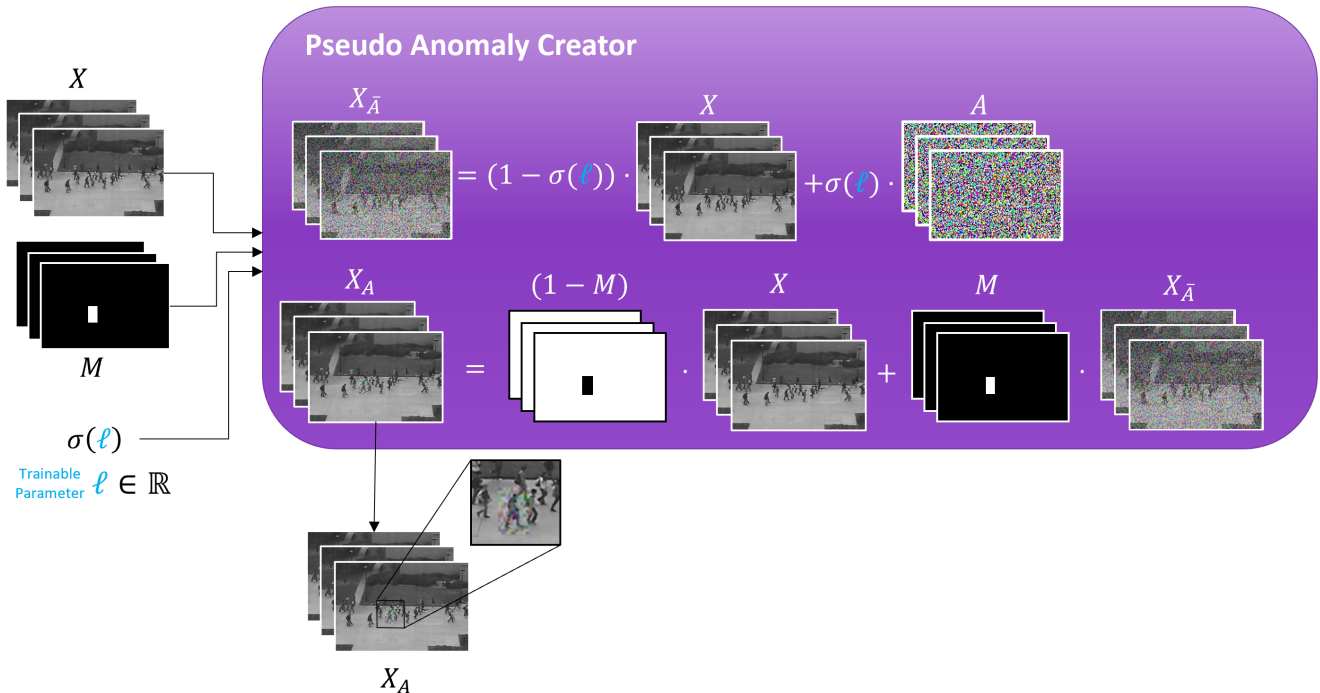 Pseudo Anomaly Creator
X
M
σ(ℓ)
Trainable
Parameter ℓ ∈ ℝ
X_Ā = (1 − σ(ℓ)) · X + σ(ℓ) · A
X_A = (1 − M) · X + M · X_Ā
X_A